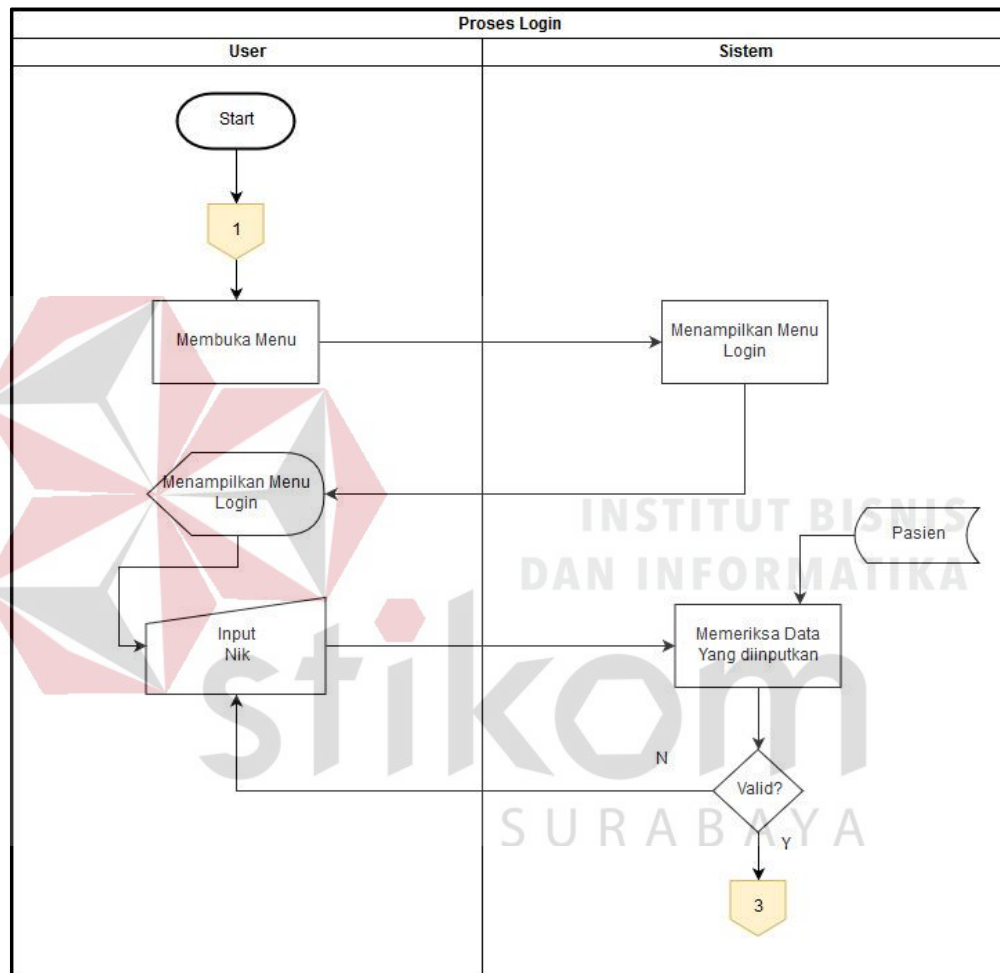 Proses Login
User
Sistem
Start
1
Membuka Menu
Menampilkan Menu
Login
Menampilkan Menu
Login
INSTITUT BISNIS
DAN INFORMATIKA
Pasien
Input
Nik
Memeriksa Data
Yang diinputkan
stikom
N
Valid?
SURABAYA
Y
3